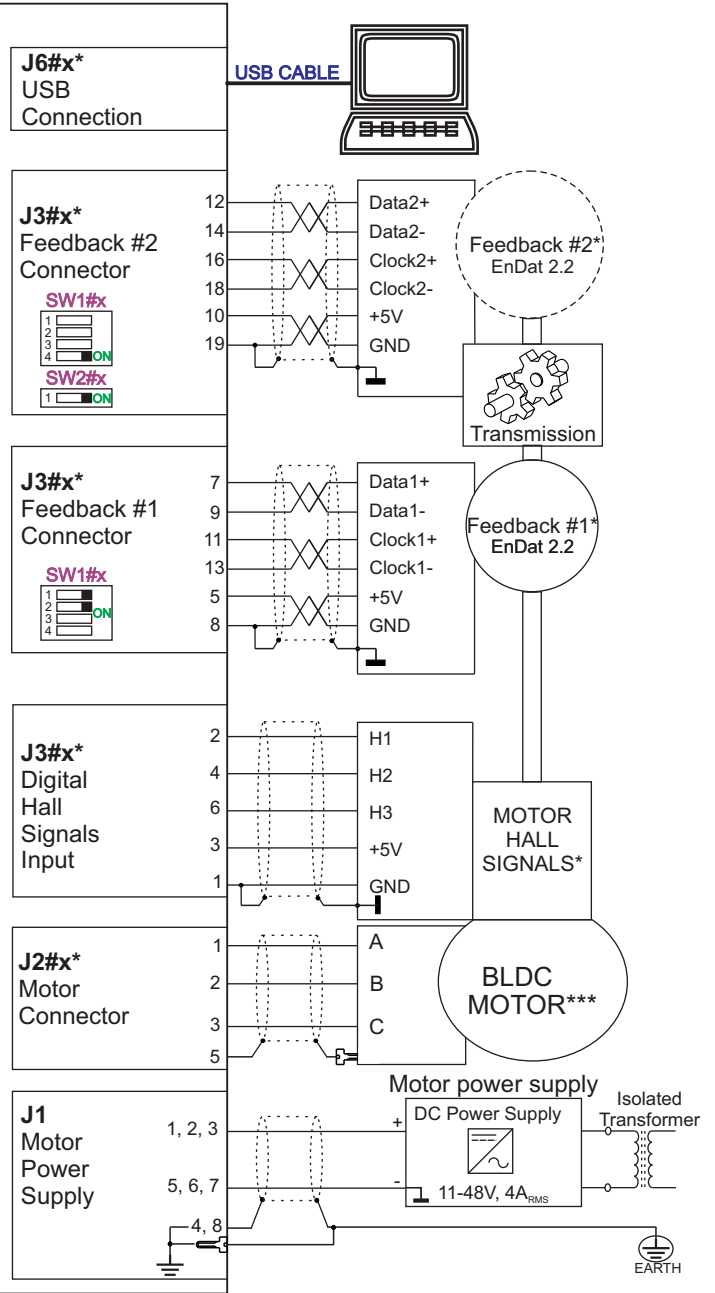 J6#x*
USB
Connection
USB CABLE
J3#x*
Feedback #2
Connector
SW1#x
1
2
3
4
ON
SW2#x
1
ON
12
14
16
18
10
19
Data2+
Data2-
Clock2+
Clock2-
+5V
GND
Feedback #2*
EnDat 2.2
Transmission
J3#x*
Feedback #1
Connector
SW1#x
1
2
3
4
ON
7
9
11
13
5
8
Data1+
Data1-
Clock1+
Clock1-
+5V
GND
Feedback #1*
EnDat 2.2
J3#x*
Digital
Hall
Signals
Input
2
4
6
3
1
H1
H2
H3
+5V
GND
MOTOR
HALL
SIGNALS*
J2#x*
Motor
Connector
1
2
3
5
A
B
C
BLDC
MOTOR***
J1
Motor
Power
Supply
1, 2, 3
5, 6, 7
4, 8
Motor power supply
+
-
DC Power Supply
11-48V, 4ARMS
Isolated
Transformer
EARTH